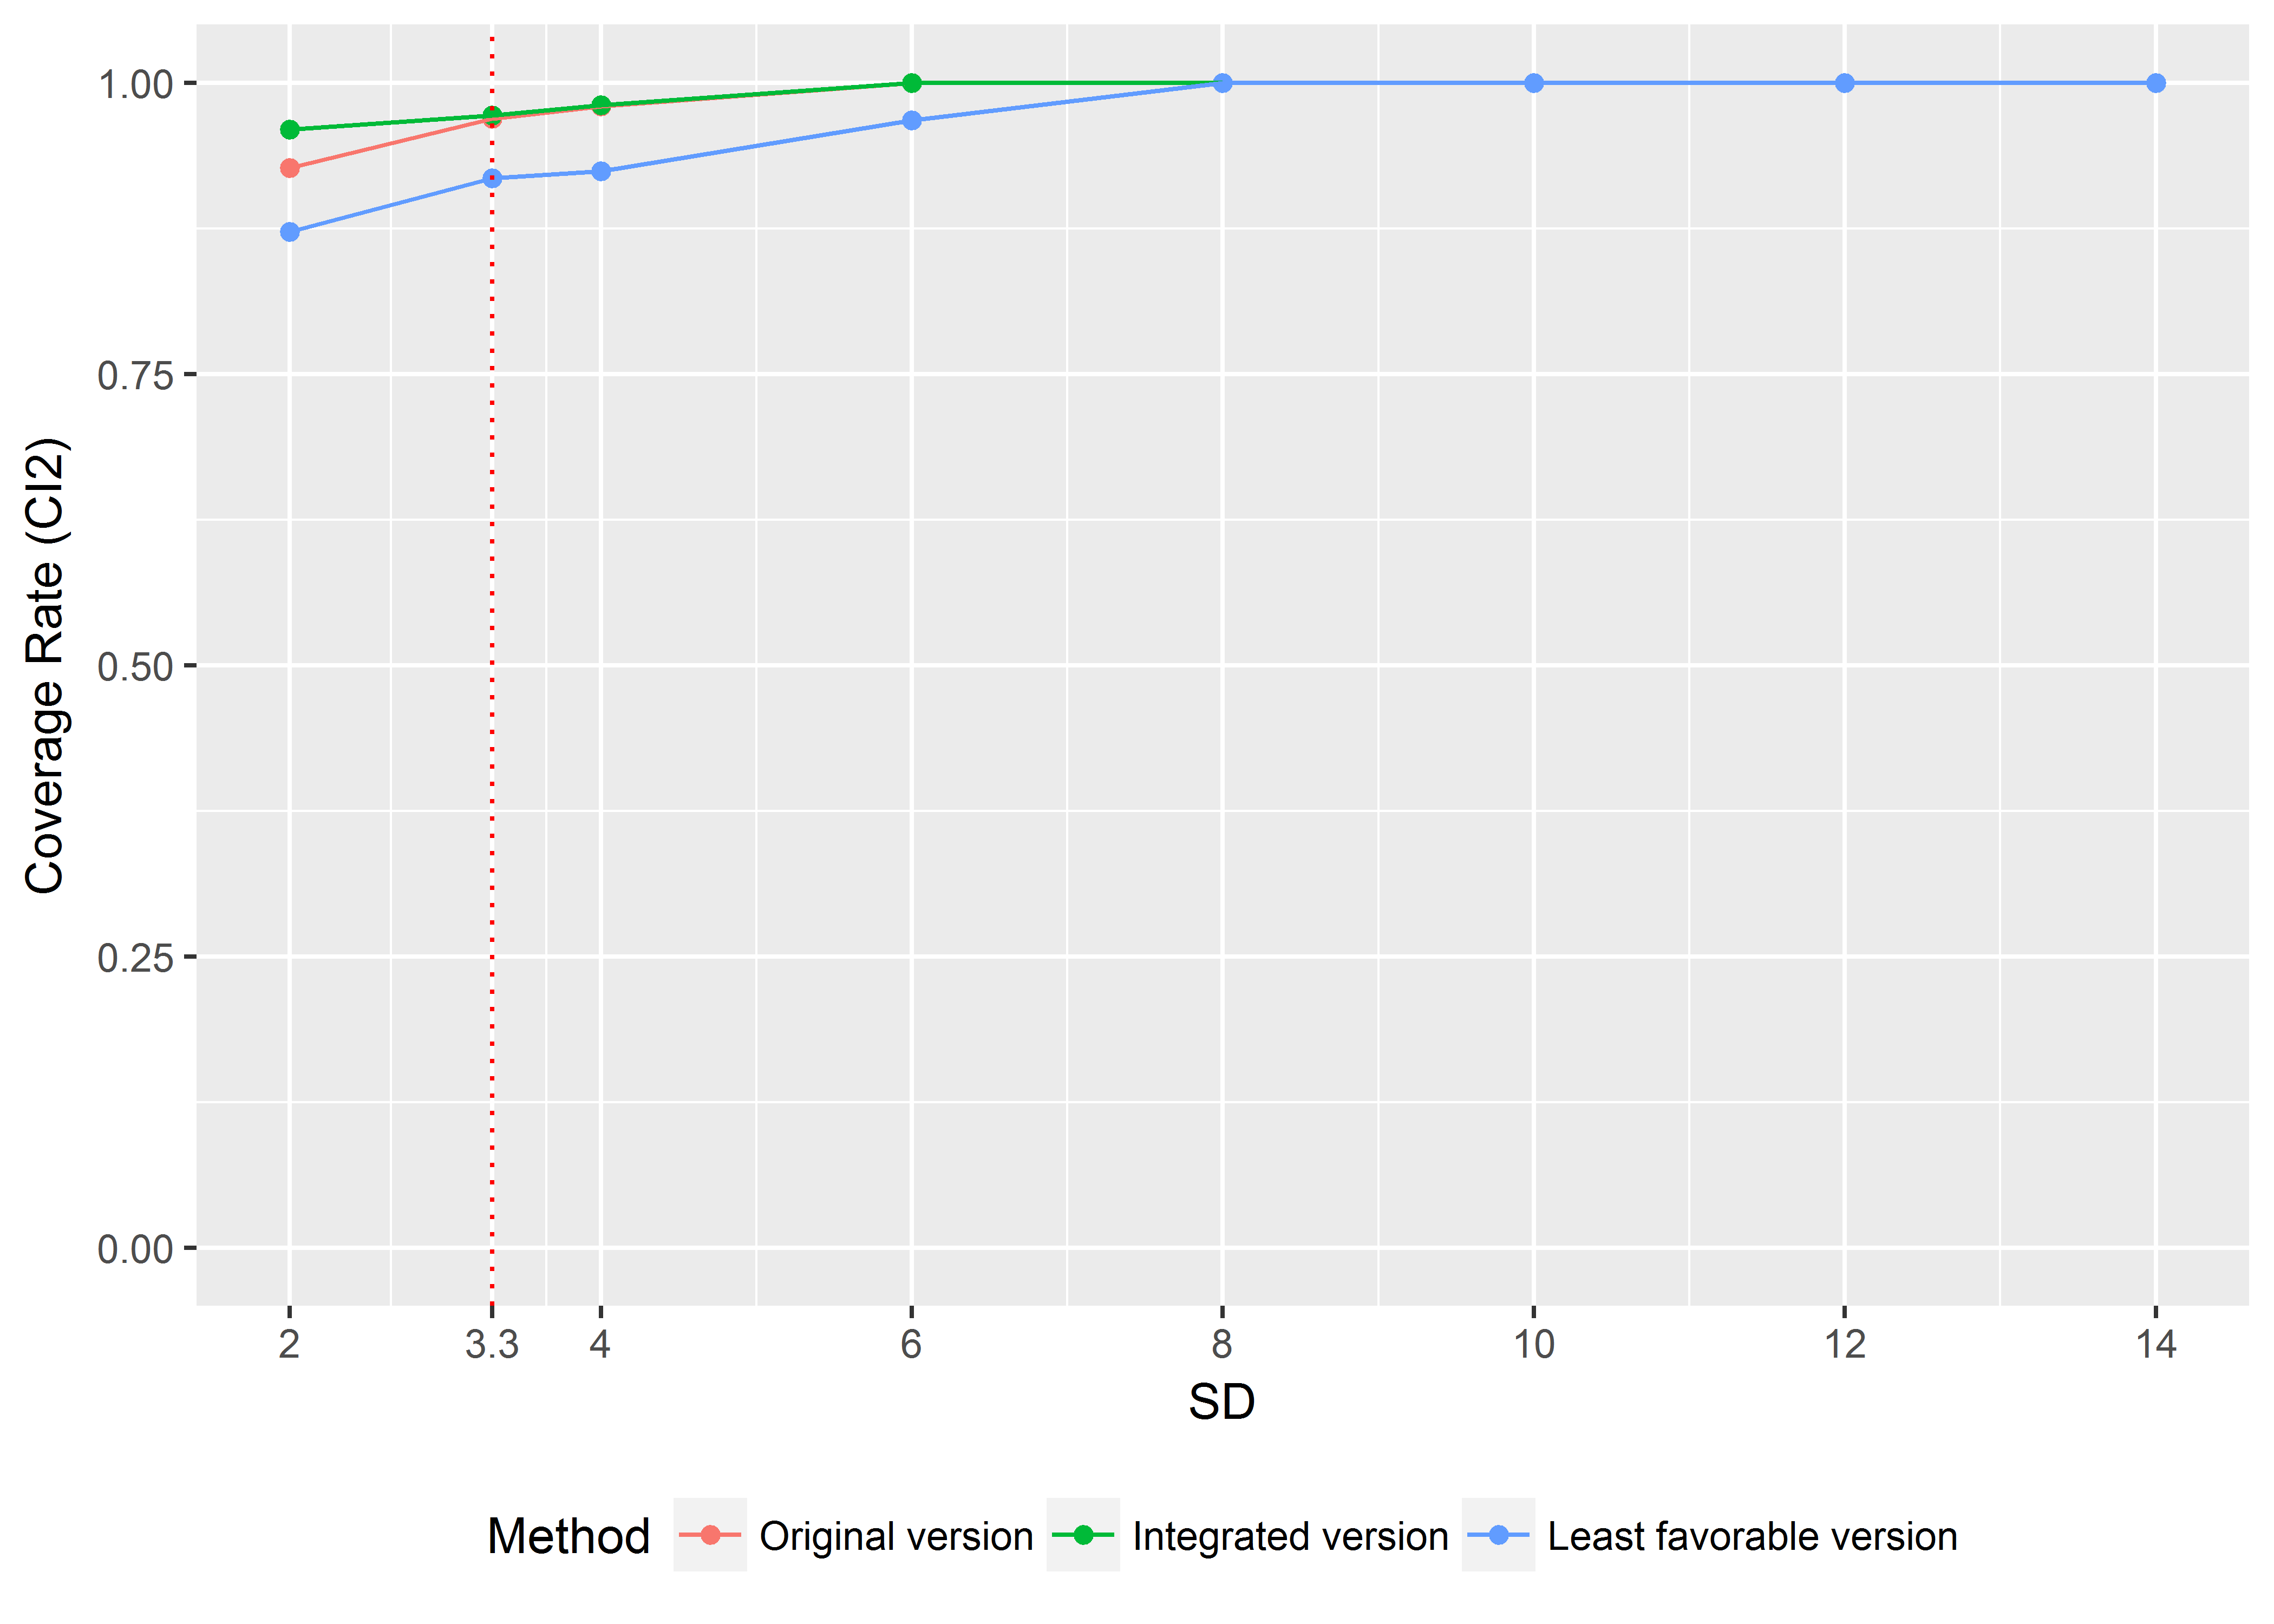 Coverage Rate (CI2)
1.00
0.75
0.50
0.25
0.00
2 3.3 4 6 8 10 12 14
SD
Method Original version Integrated version Least favorable version